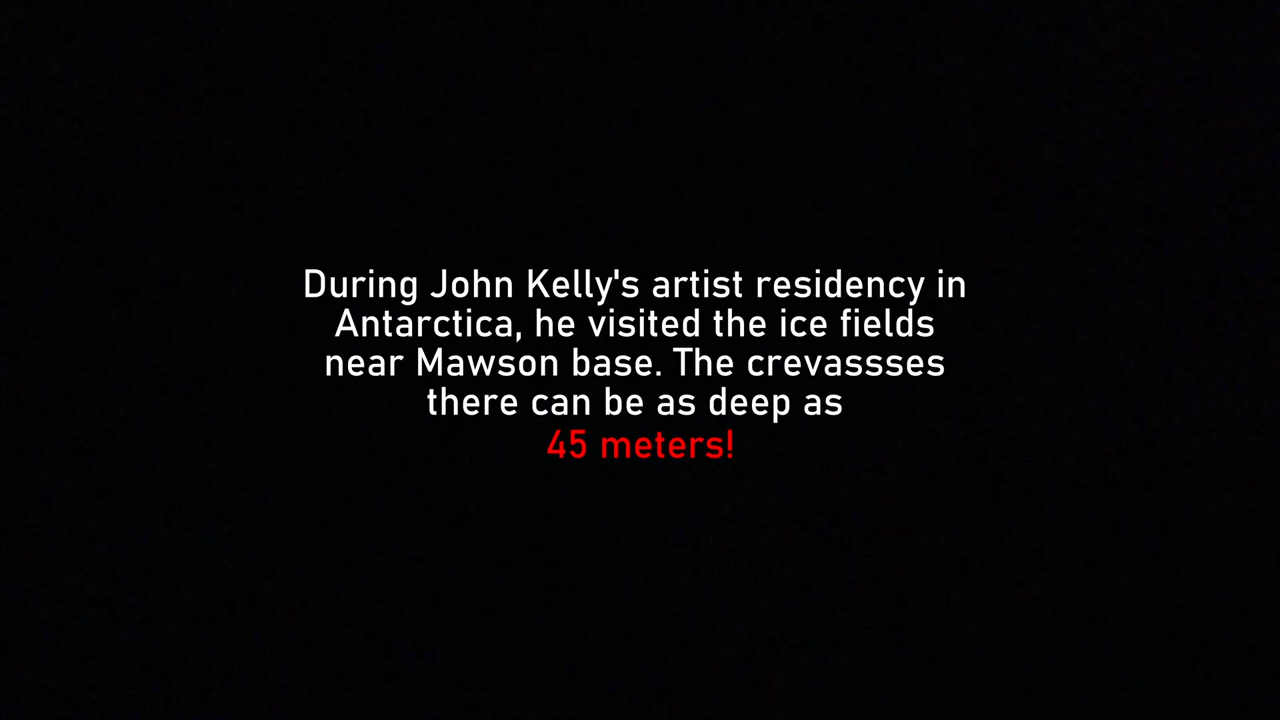 During John Kelly's artist residency in
Antarctica, he visited the ice fields
near Mawson base. The crevassses
there can be as deep as
45 meters!